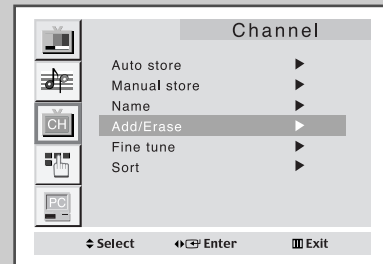 Channel
Auto store
Manual store
Name
CH Add/Erase
Fine tune
Sort
PC
Select Enter Exit